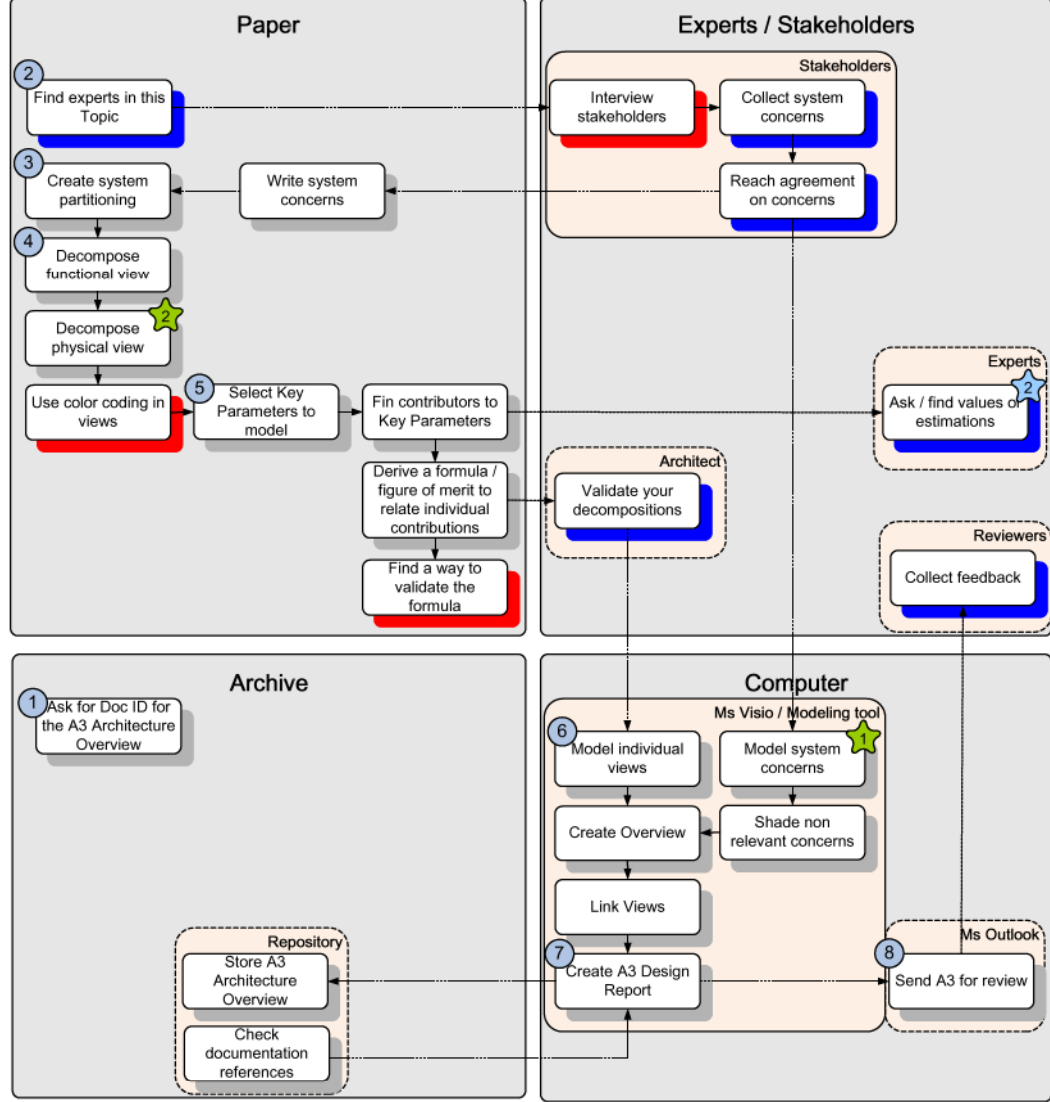 Paper
2
Find experts in this
Topic
3
Create system
partitioning
Write system
concerns
4
Decompose
functional view
Decompose
physical view
2
Use color coding in
views
5
Select Key
Parameters to
model
Fin contributors to
Key Parameters
Derive a formula /
figure of merit to
relate individual
contributions
Find a way to
validate the
formula
Experts / Stakeholders
Stakeholders
Interview
stakeholders
Collect system
concerns
Reach agreement
on concerns
Experts
2
Ask / find values of
estimations
Architect
Validate your
decompositions
Reviewers
Collect feedback
Archive
1
Ask for Doc ID for
the A3 Architecture
Overview
Repository
Store A3
Architecture
Overview
Check
documentation
references
Computer
Ms Visio / Modeling tool
6
Model individual
views
1
Model system
concerns
Create Overview
Shade non
relevant concerns
Link Views
7
Create A3 Design
Report
Ms Outlook
8
Send A3 for review